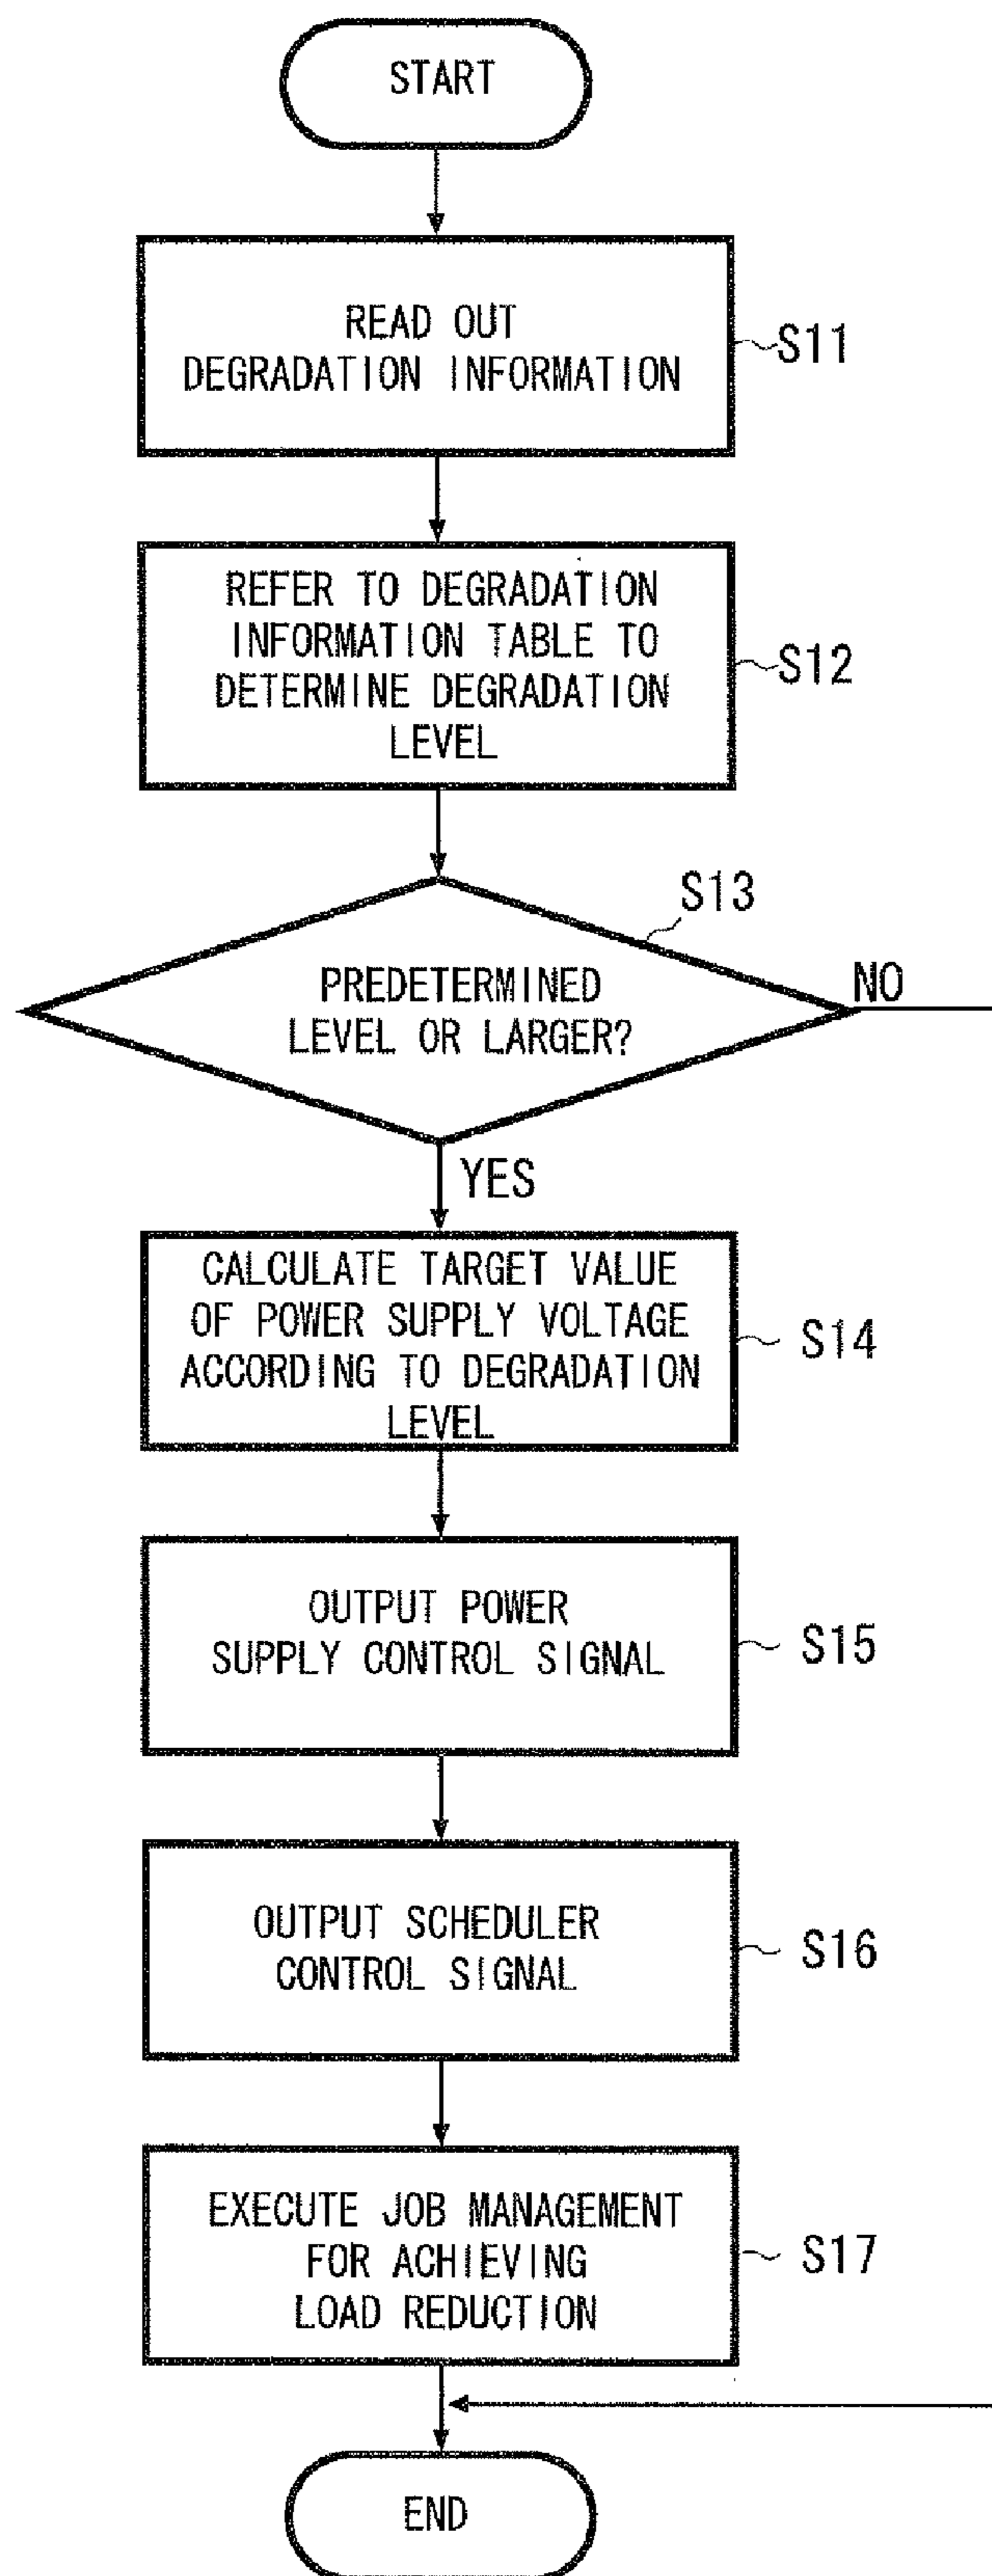 START
READ OUT
DEGRADATION INFORMATION
S11
REFER TO DEGRADATION
INFORMATION TABLE TO
DETERMINE DEGRADATION
LEVEL
S12
S13
PREDETERMINED
LEVEL OR LARGER?
NO
YES
CALCULATE TARGET VALUE
OF POWER SUPPLY VOLTAGE
ACCORDING TO DEGRADATION
LEVEL
S14
OUTPUT POWER
SUPPLY CONTROL SIGNAL
S15
OUTPUT SCHEDULER
CONTROL SIGNAL
S16
EXECUTE JOB MANAGEMENT
FOR ACHIEVING
LOAD REDUCTION
S17
END